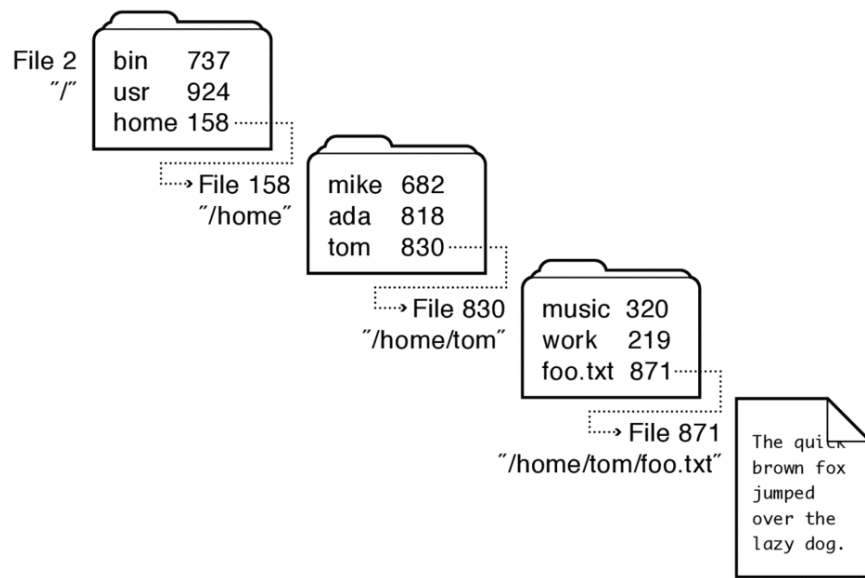 File 2
"/"
bin 737
usr 924
home 158
File 158
"/home"
mike 682
ada 818
tom 830
File 830
"/home/tom"
music 320
work 219
foo.txt 871
File 871
"/home/tom/foo.txt"
The quick
brown fox
jumped
over the
lazy dog.